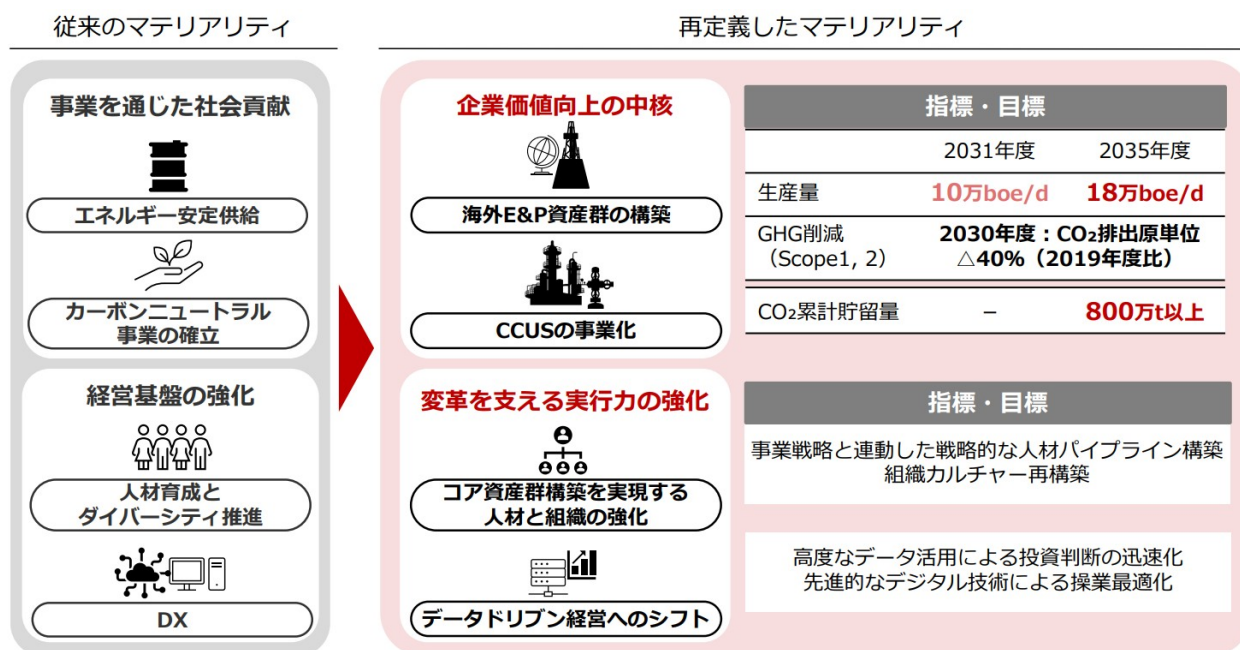 従来のマテリアリティ
再定義したマテリアリティ
事業を通じた社会貢献
エネルギー安定供給
カーボンニュートラル
事業の確立
経営基盤の強化
人材育成と
ダイバーシティ推進
DX
企業価値向上の中核
海外E&P資産群の構築
CCUSの事業化
指標・目標
2031年度 2035年度
生産量 10万boe/d 18万boe/d
GHG削減
（Scope1, 2）
2030年度：CO₂排出原単位
△40%（2019年度比）
CO₂累計貯留量 – 800万t以上
変革を支える実行力の強化
コア資産群構築を実現する
人材と組織の強化
データドリブン経営へのシフト
指標・目標
事業戦略と連動した戦略的な人材パイプライン構築
組織カルチャー再構築
高度なデータ活用による投資判断の迅速化
先進的なデジタル技術による操業最適化